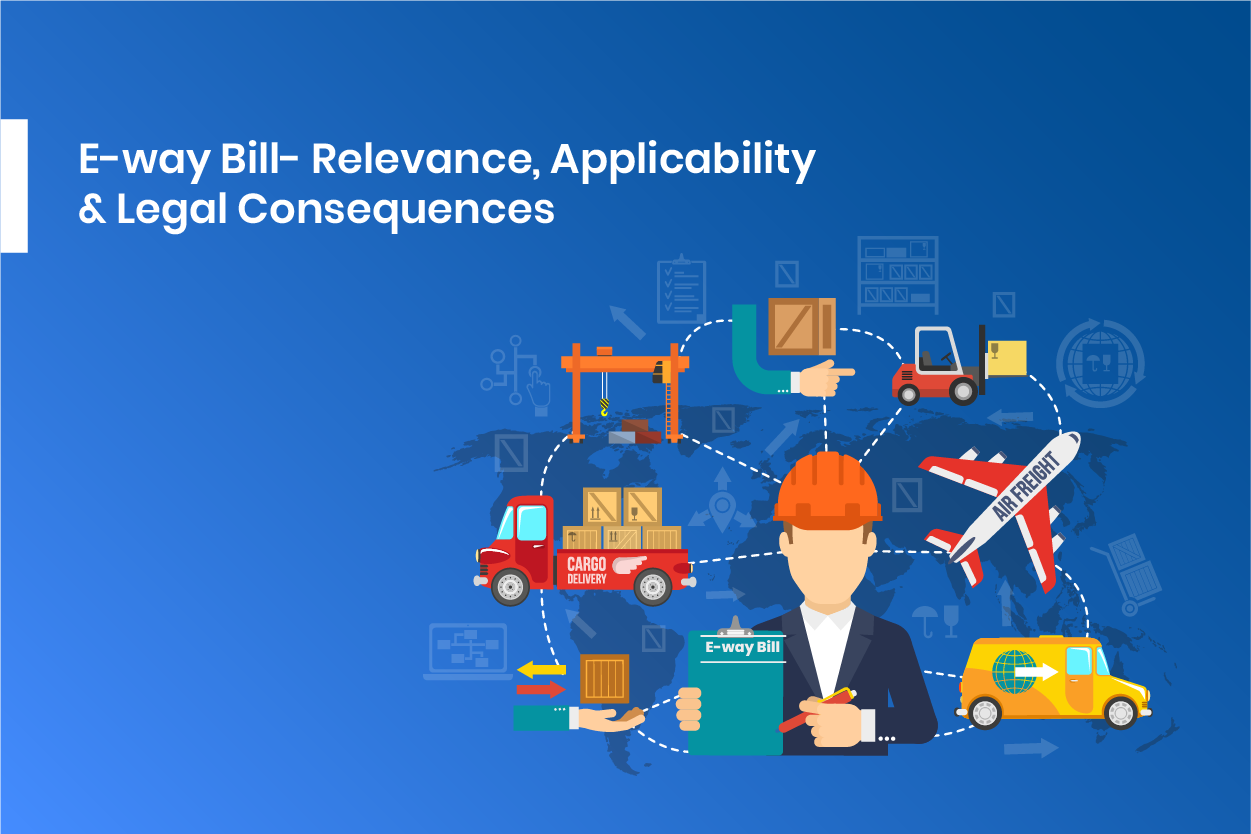 E-way Bill- Relevance, Applicability
& Legal Consequences
AIR FREIGHT
CARGO
DELIVERY
E-way Bill